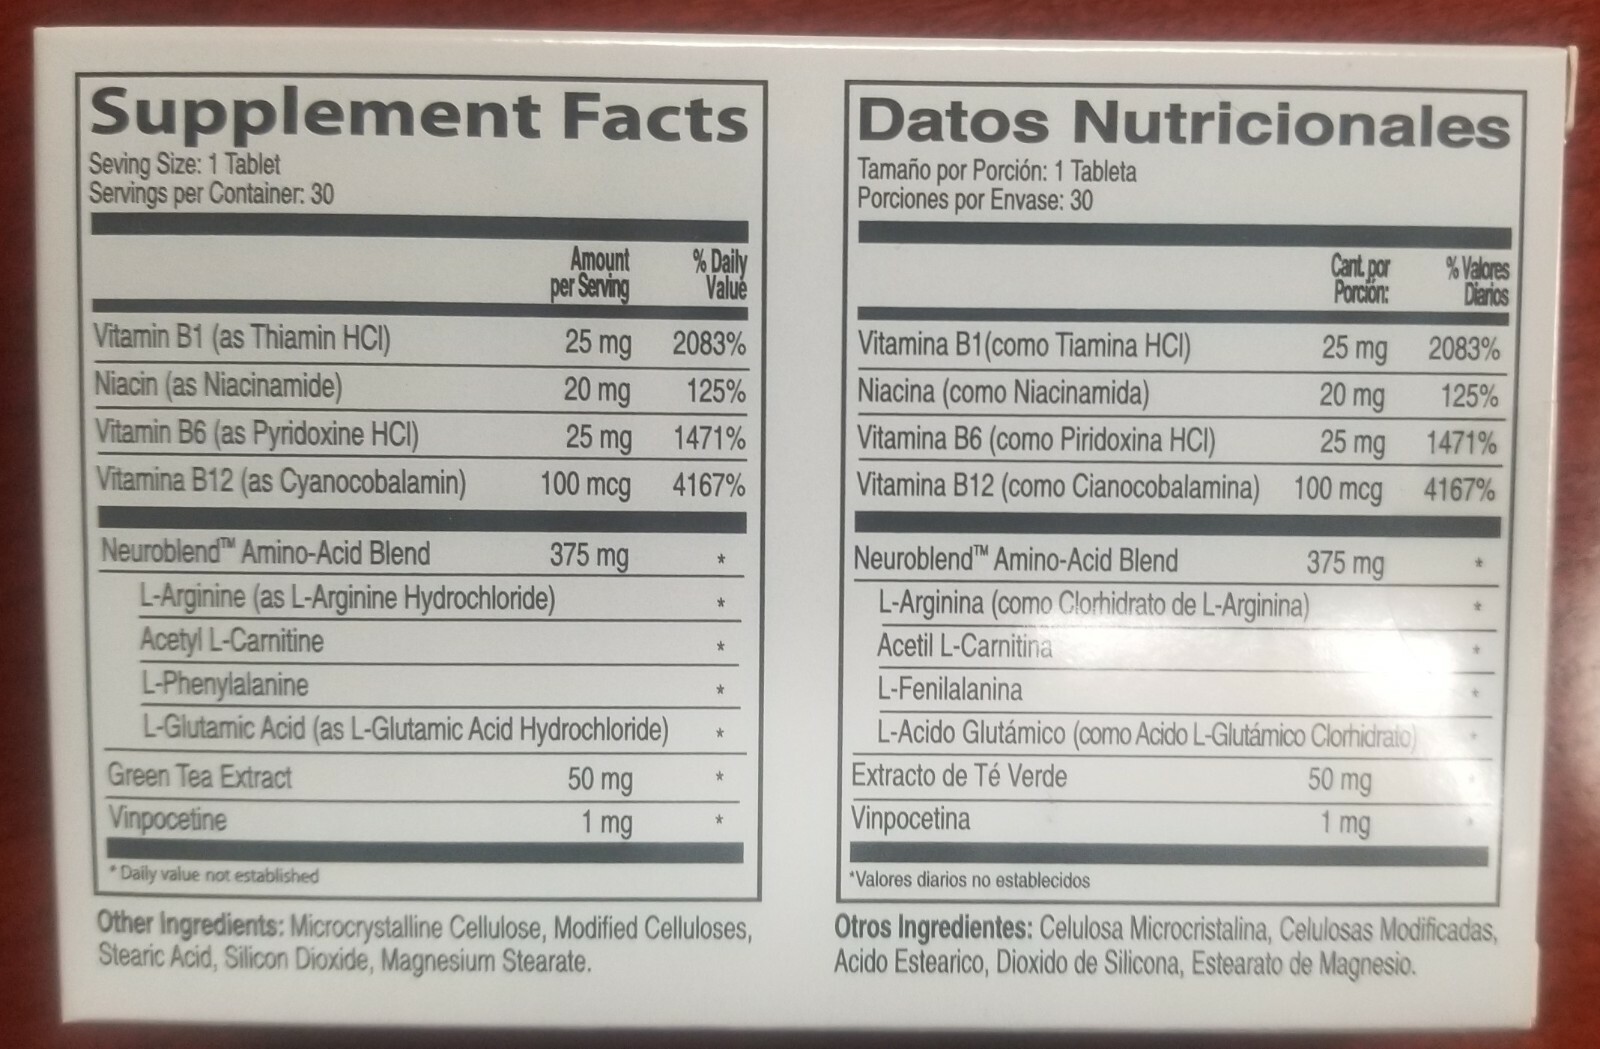 Supplement Facts
Seving Size: 1 Tablet
Servings per Container: 30
Amount per Serving % Daily Value
Vitamin B1 (as Thiamin HCl) 25 mg 2083%
Niacin (as Niacinamide) 20 mg 125%
Vitamin B6 (as Pyridoxine HCl) 25 mg 1471%
Vitamina B12 (as Cyanocobalamin) 100 mcg 4167%
Neuroblend™ Amino-Acid Blend 375 mg *
L-Arginine (as L-Arginine Hydrochloride) *
Acetyl L-Carnitine *
L-Phenylalanine *
L-Glutamic Acid (as L-Glutamic Acid Hydrochloride) *
Green Tea Extract 50 mg *
Vinpocetine 1 mg *
* Daily value not established
Other Ingredients: Microcrystalline Cellulose, Modified Celluloses,
Stearic Acid, Silicon Dioxide, Magnesium Stearate.
Datos Nutricionales
Tamaño por Porción: 1 Tableta
Porciones por Envase: 30
Cant. por Porción: % Valores Diarios
Vitamina B1(como Tiamina HCl) 25 mg 2083%
Niacina (como Niacinamida) 20 mg 125%
Vitamina B6 (como Piridoxina HCl) 25 mg 1471%
Vitamina B12 (como Cianocobalamina) 100 mcg 4167%
Neuroblend™ Amino-Acid Blend 375 mg *
L-Arginina (como Clorhidrato de L-Arginina) *
Acetil L-Carnitina *
L-Fenilalanina *
L-Acido Glutámico (como Acido L-Glutámico Clorhidrato) *
Extracto de Té Verde 50 mg *
Vinpocetina 1 mg *
*Valores diarios no establecidos
Otros Ingredientes: Celulosa Microcristalina, Celulosas Modificadas,
Acido Estearico, Dioxido de Silicona, Estearato de Magnesio.